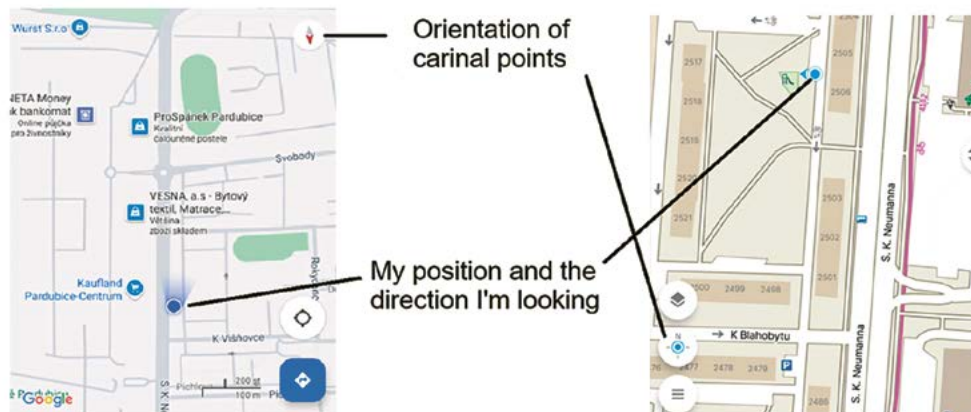 Wurst S.r.o
NETA Money
k bankomat
Online půjčka
pro živnostníky
ProSpánek Pardubice
Kvalitní
čalouněné postele
Svobody
VESNA, a.s - Bytový
textil, Matrace,...
Většina
zboží skladem
Kaufland
Pardubice-Centrum
K Višňovce
200 st
100 m
S. K. N
Google
Orientation of
carinal points
My position and the
direction I'm looking
2505
2517
2506
2518
2519
2520
2521
2503
2502
2501
2500 2499 2498
S. K. Neumanna
S. K. Neumanna
N
K Blahobytu
P
76 2477 2478 2479
2486